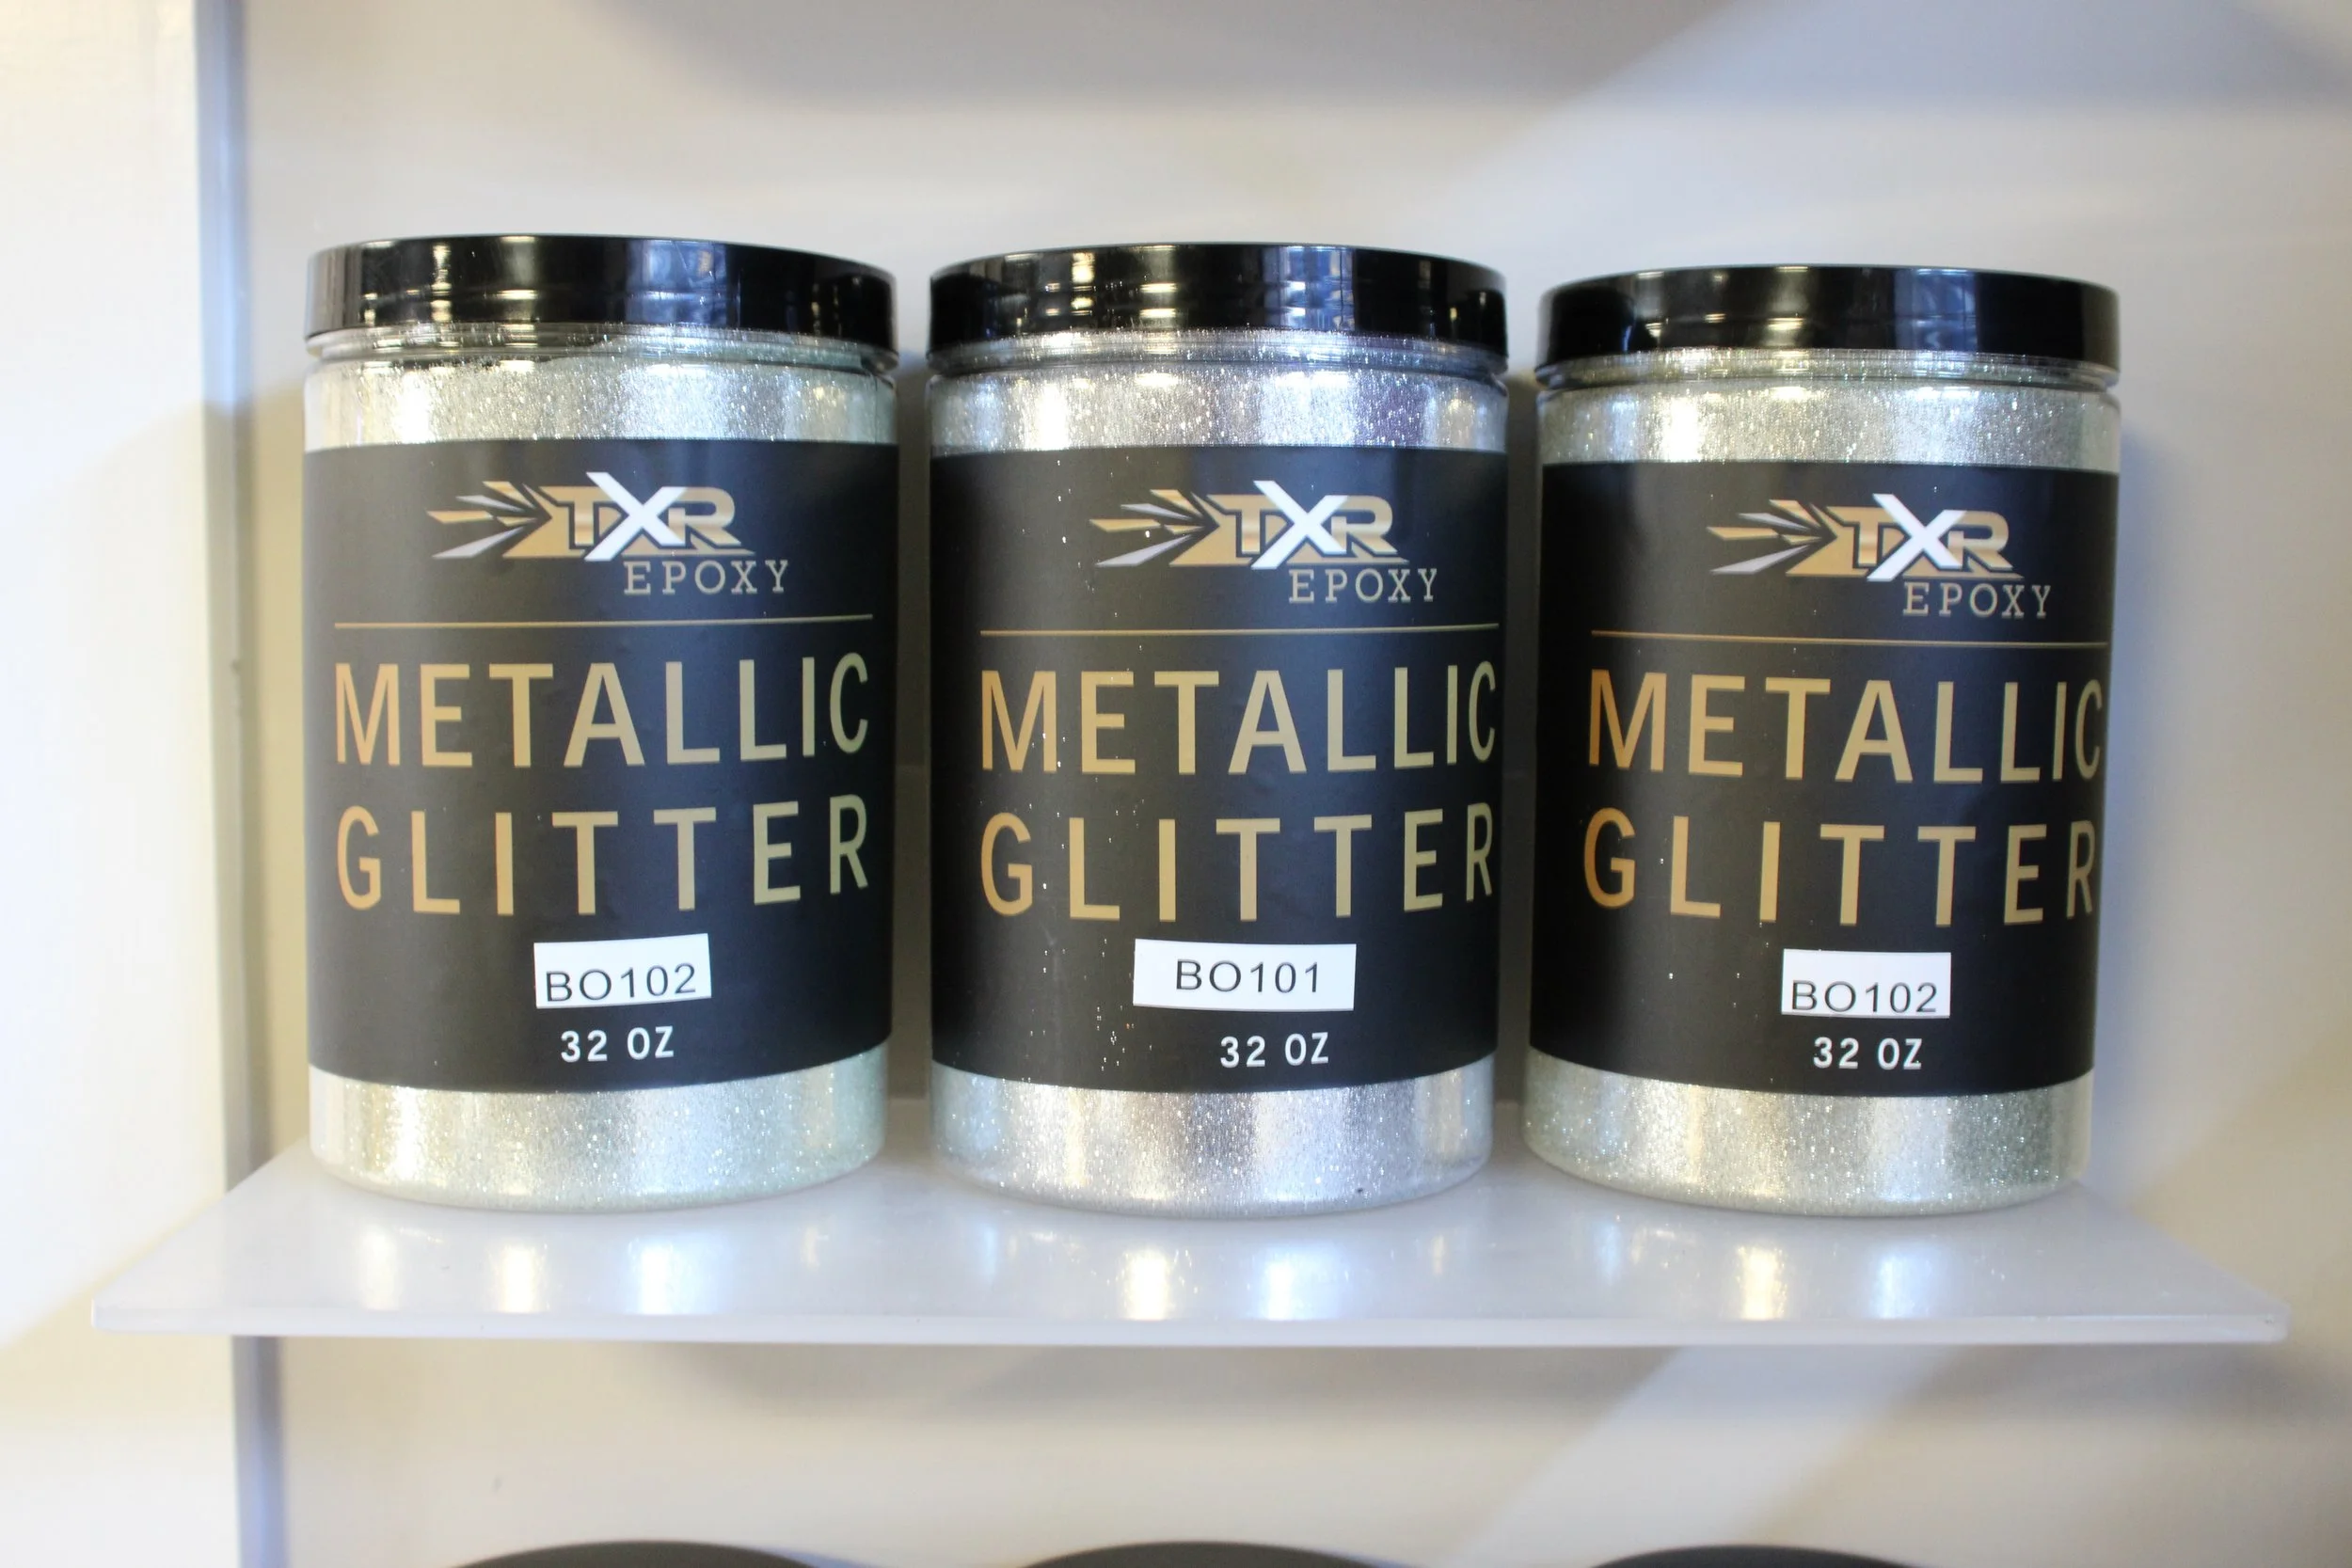 TXR
EPOXY
METALLIC
GLITTER
BO102
32 OZ
TXR
EPOXY
METALLIC
GLITTER
BO101
32 OZ
TXR
EPOXY
METALLIC
GLITTER
BO102
32 OZ